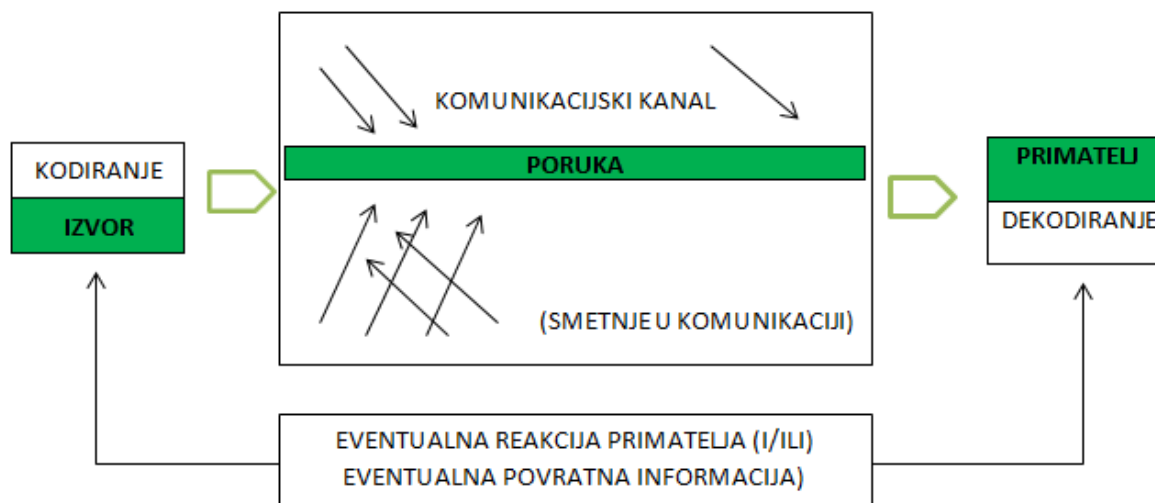 KOMUNIKACIJSKI KANAL
KODIRANJE
IZVOR
PORUKA
PRIMATELJ
DEKODIRANJE
(SMETNJE U KOMUNIKACIJI)
EVENTUALNA REAKCIJA PRIMATELJA (I/ILI)
EVENTUALNA POVRATNA INFORMACIJA)